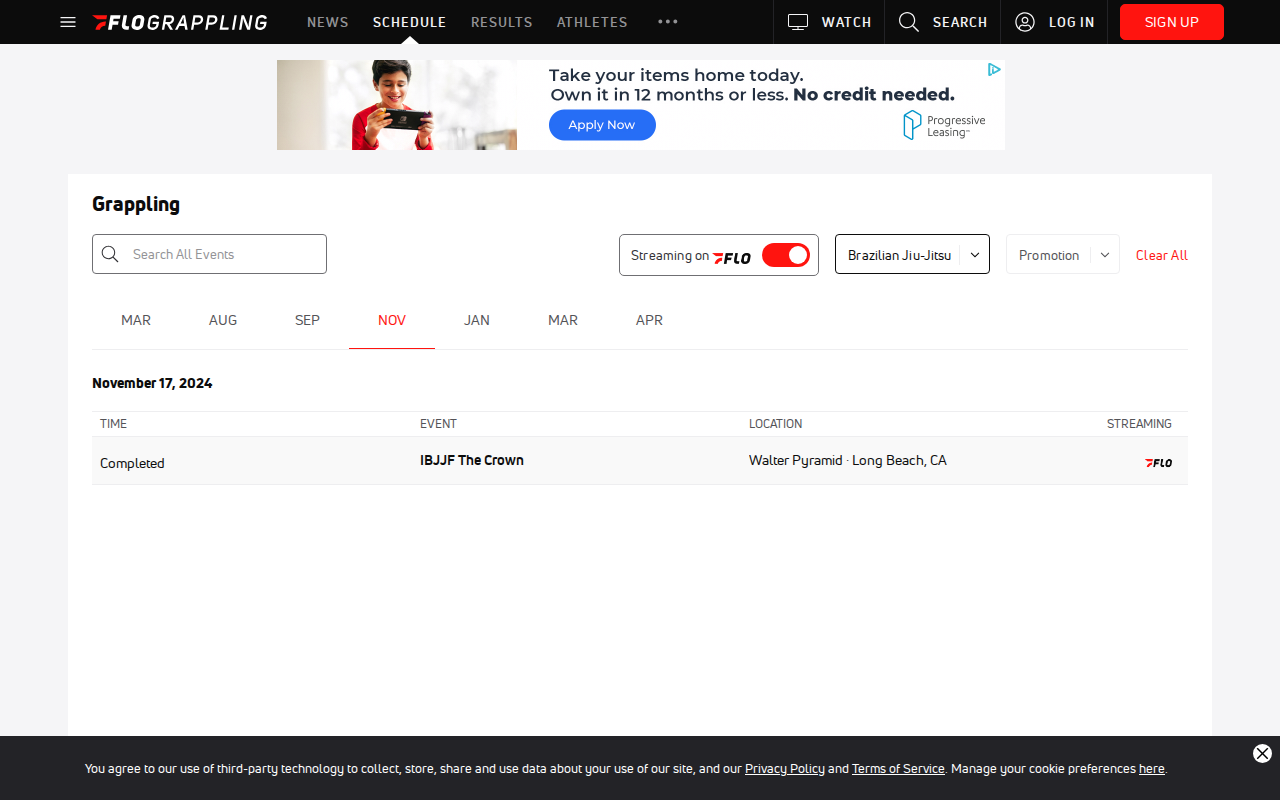 FLOGRAPPLING NEWS SCHEDULE RESULTS ATHLETES WATCH SEARCH LOG IN SIGN UP
Take your items home today.
Own it in 12 months or less. No credit needed.
Apply Now
Progressive
Leasing
Grappling
Search All Events
Streaming on FLO
Brazilian Jiu-Jitsu
Promotion
Clear All
MAR AUG SEP NOV JAN MAR APR
November 17, 2024
TIME EVENT LOCATION STREAMING
Completed IBJJF The Crown Walter Pyramid · Long Beach, CA FLO
You agree to our use of third-party technology to collect, store, share and use data about your use of our site, and our Privacy Policy and Terms of Service. Manage your cookie preferences here.